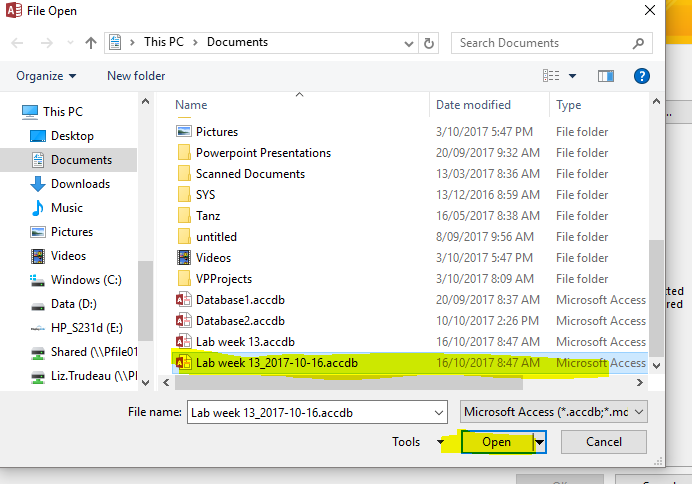 File Open
This PC > Documents
Search Documents
Organize
New folder
This PC
Desktop
Documents
Downloads
Music
Pictures
Videos
Windows (C:)
Data (D:)
HP_S231d (E:)
Shared (\\Pfile01
Liz.Trudeau (\\P
Name Date modified Type
Pictures 3/10/2017 5:47 PM File folder
Powerpoint Presentations 20/09/2017 9:32 AM File folder
Scanned Documents 13/03/2017 8:36 AM File folder
SYS 13/12/2016 8:59 AM File folder
Tanz 16/05/2017 8:38 AM File folder
untitled 8/09/2017 9:56 AM File folder
Videos 3/10/2017 5:47 PM File folder
VPProjects 3/10/2017 8:09 AM File folder
Database1.accdb 20/09/2017 8:37 AM Microsoft Access
Database2.accdb 10/10/2017 2:26 PM Microsoft Access
Lab week 13.accdb 16/10/2017 8:47 AM Microsoft Access
Lab week 13_2017-10-16.accdb 16/10/2017 8:47 AM Microsoft Access
File name: Lab week 13_2017-10-16.accdb Microsoft Access (*.accdb;*.mc
Tools Open Cancel